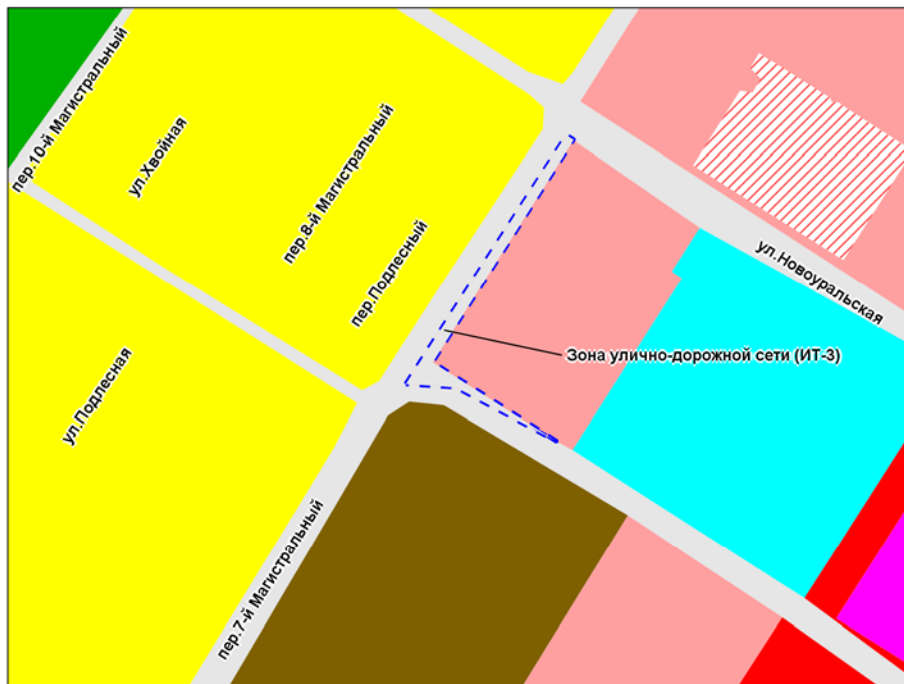 пер.10-й Магистральный
ул.Хвойная
пер.8-й Магистральный
пер.Подлесный
ул.Новоуральская
Зона улично-дорожной сети (ИТ-3)
ул.Подлесная
пер.7-й Магистральный